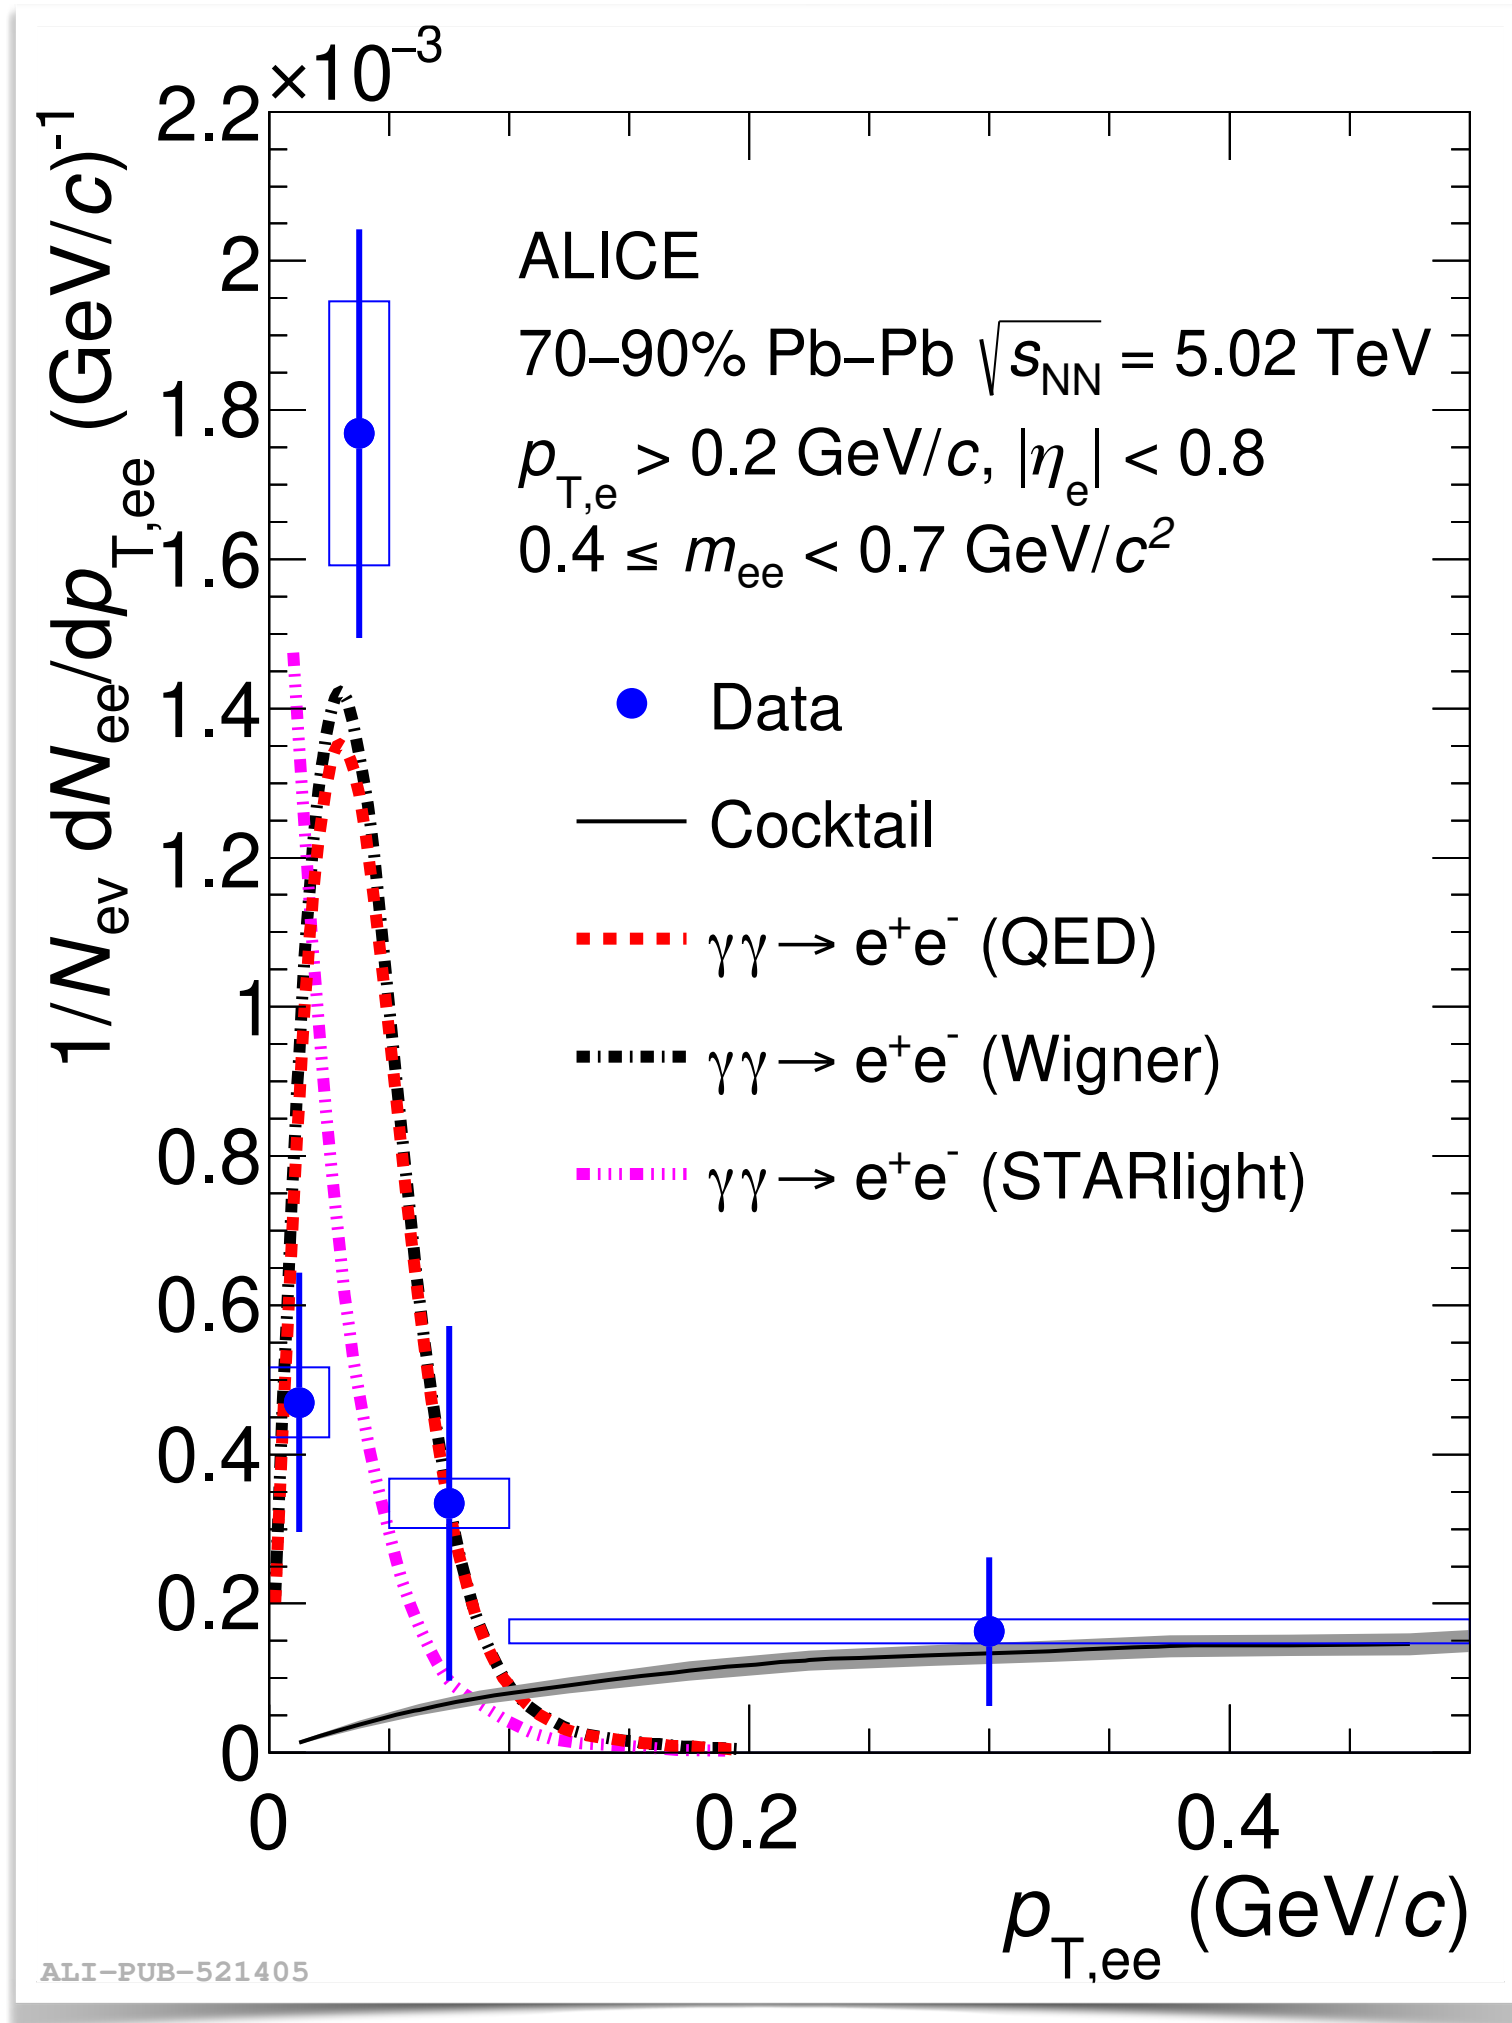 ×10⁻³
1/N_ev dN_ee/dp_T,ee (GeV/c)⁻¹
2.2
2
1.8
1.6
1.4
1.2
1
0.8
0.6
0.4
0.2
0
ALICE
70–90% Pb–Pb √s_NN = 5.02 TeV
p_T,e > 0.2 GeV/c, |η_e| < 0.8
0.4 ≤ m_ee < 0.7 GeV/c²
Data
Cocktail
γγ → e⁺e⁻ (QED)
γγ → e⁺e⁻ (Wigner)
γγ → e⁺e⁻ (STARlight)
0 0.2 0.4
p_T,ee (GeV/c)
ALI–PUB–521405